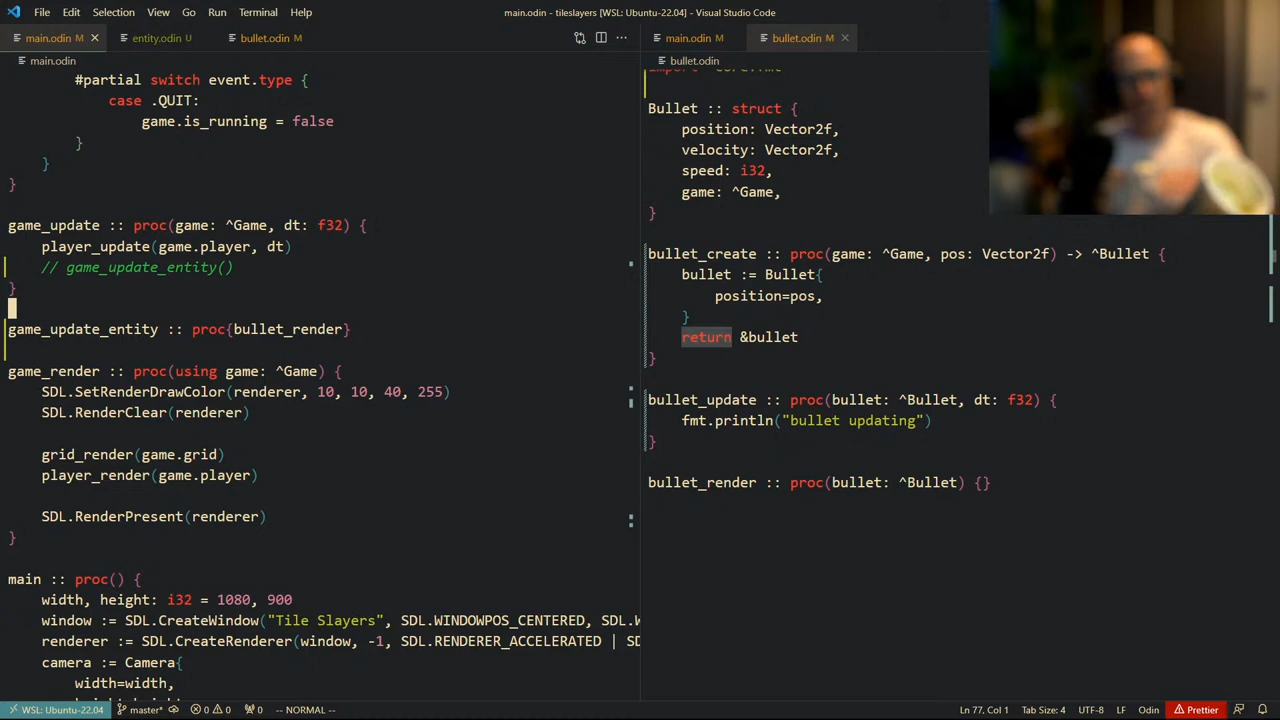 File Edit Selection View Go Run Terminal Help
main.odin - tileslayers [WSL: Ubuntu-22.04] - Visual Studio Code
main.odin M
entity.odin U
bullet.odin M
main.odin
#partial switch event.type {
case .QUIT:
game.is_running = false
}
}
}
game_update :: proc(game: ^Game, dt: f32) {
player_update(game.player, dt)
// game_update_entity()
}
game_update_entity :: proc{bullet_render}
game_render :: proc(using game: ^Game) {
SDL.SetRenderDrawColor(renderer, 10, 10, 40, 255)
SDL.RenderClear(renderer)
grid_render(game.grid)
player_render(game.player)
SDL.RenderPresent(renderer)
}
main :: proc() {
width, height: i32 = 1080, 900
window := SDL.CreateWindow("Tile Slayers", SDL.WINDOWPOS_CENTERED, SDL.W
renderer := SDL.CreateRenderer(window, -1, SDL.RENDERER_ACCELERATED | SD
camera := Camera{
width=width,
main.odin M
bullet.odin M
bullet.odin
Bullet :: struct {
position: Vector2f,
velocity: Vector2f,
speed: i32,
game: ^Game,
}
bullet_create :: proc(game: ^Game, pos: Vector2f) -> ^Bullet {
bullet := Bullet{
position=pos,
}
return &bullet
}
bullet_update :: proc(bullet: ^Bullet, dt: f32) {
fmt.println("bullet updating")
}
bullet_render :: proc(bullet: ^Bullet) {}
WSL: Ubuntu-22.04 master* 0 0 0 -- NORMAL -- Ln 77, Col 1 Tab Size: 4 UTF-8 LF Odin Prettier